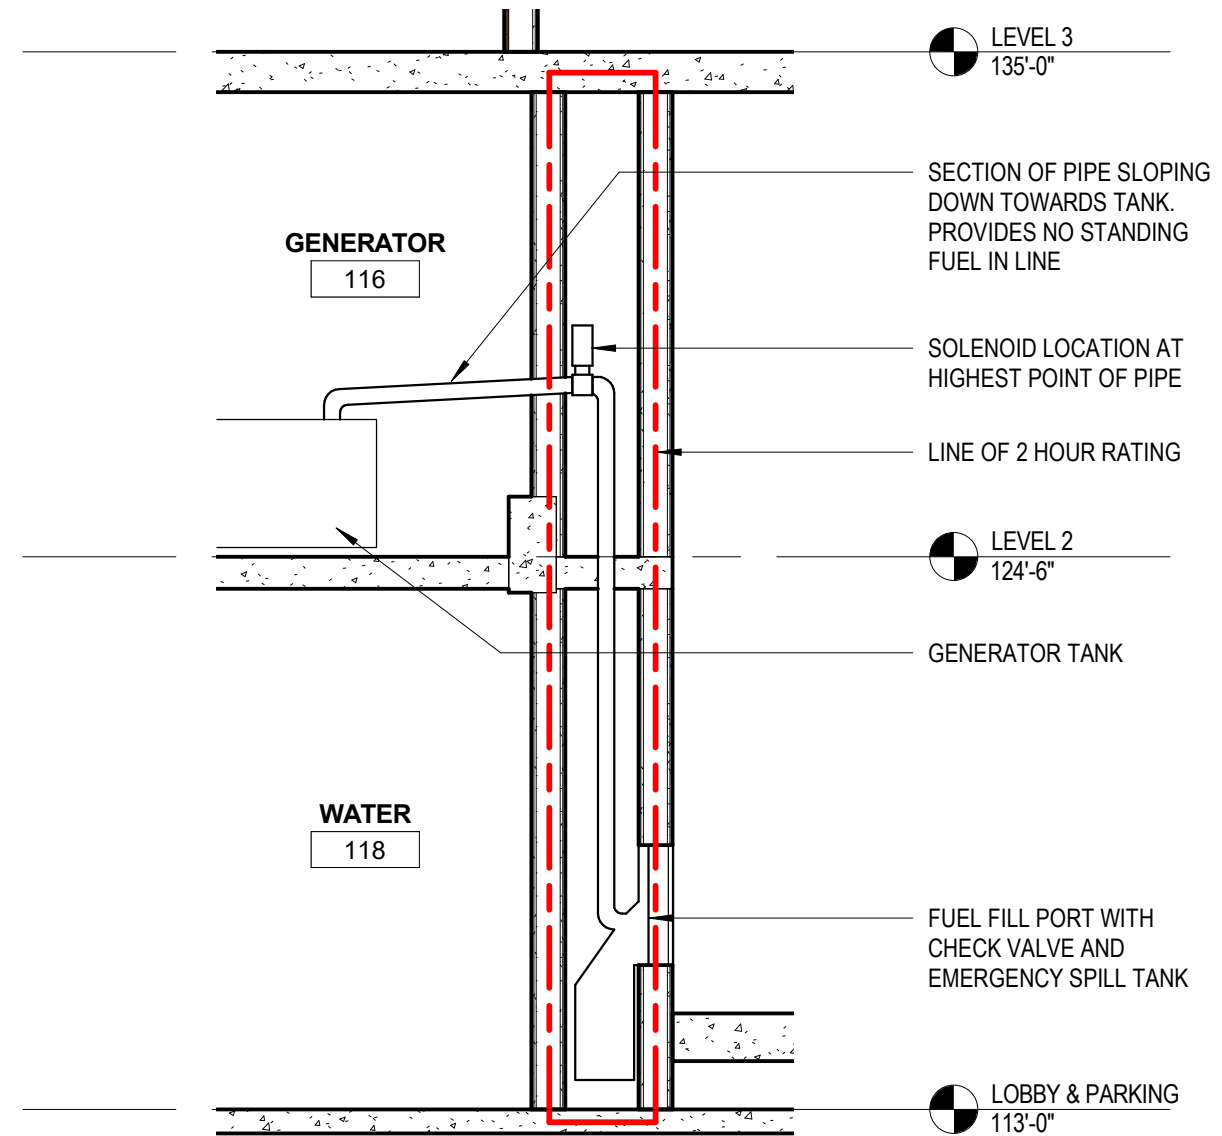 LEVEL 3
135'-0"
SECTION OF PIPE SLOPING
DOWN TOWARDS TANK.
PROVIDES NO STANDING
FUEL IN LINE
GENERATOR
116
SOLENOID LOCATION AT
HIGHEST POINT OF PIPE
LINE OF 2 HOUR RATING
LEVEL 2
124'-6"
GENERATOR TANK
WATER
118
FUEL FILL PORT WITH
CHECK VALVE AND
EMERGENCY SPILL TANK
LOBBY & PARKING
113'-0"